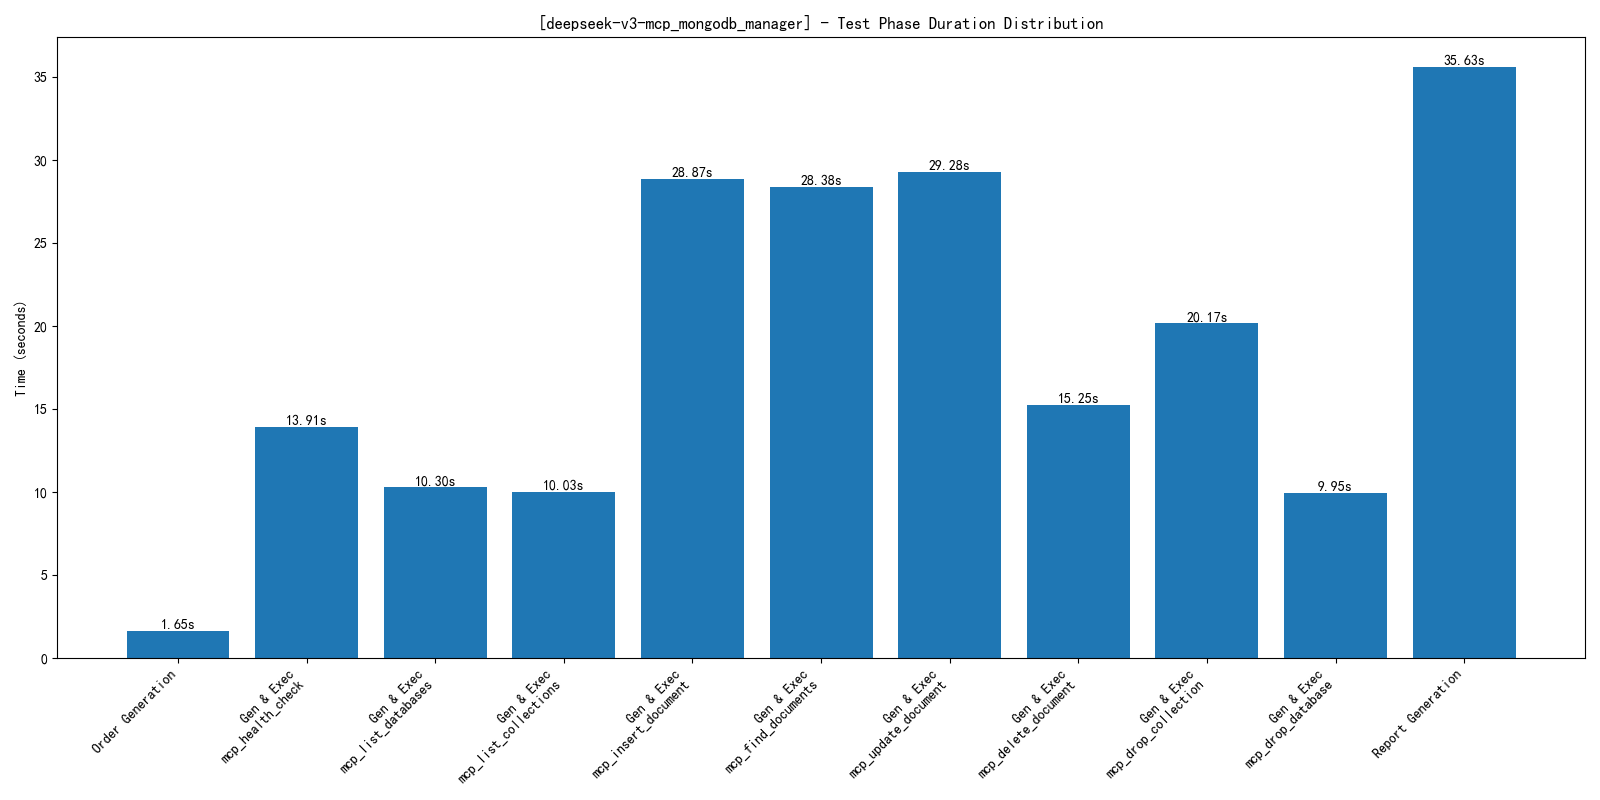 [deepseek-v3-mcp_mongodb_manager] - Test Phase Duration Distribution
Time (seconds)
35
30
25
20
15
10
5
0
1.65s
13.91s
10.30s
10.03s
28.87s
28.38s
29.28s
15.25s
20.17s
9.95s
35.63s
Order Generation
Gen & Exec
mcp_health_check
Gen & Exec
mcp_list_databases
Gen & Exec
mcp_list_collections
Gen & Exec
mcp_insert_document
Gen & Exec
mcp_find_documents
Gen & Exec
mcp_update_document
Gen & Exec
mcp_delete_document
Gen & Exec
mcp_drop_collection
Gen & Exec
mcp_drop_database
Report Generation